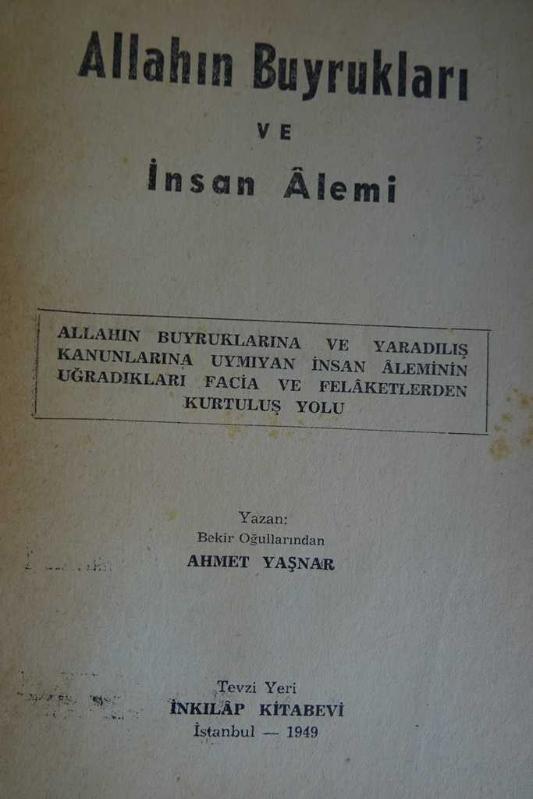 Allahın Buyrukları
VE
İnsan Âlemi
ALLAHIN BUYRUKLARINA VE YARADILIŞ
KANUNLARINA UYMIYAN İNSAN ÂLEMİNİN
UĞRADIKLARI FACİA VE FELÂKETLERDEN
KURTULUŞ YOLU
Yazan:
Bekir Oğullarından
AHMET YAŞNAR
Tevzi Yeri
İNKILÂP KİTABEVİ
İstanbul — 1949